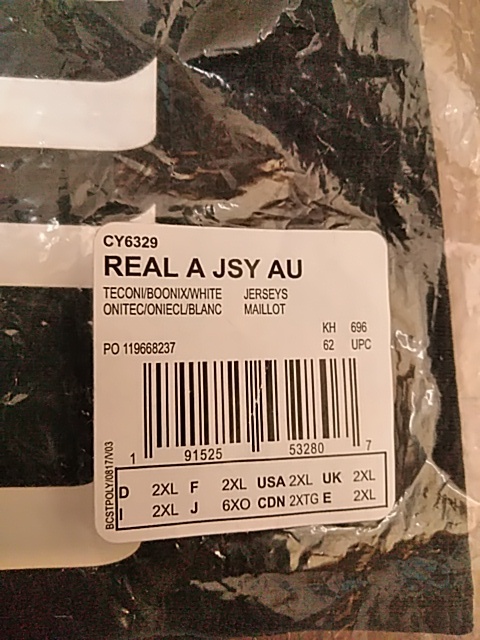 CY6329
REAL A JSY AU
TECONI/BOONIX/WHITE JERSEYS
ONITEC/ONIECL/BLANC MAILLOT
KH 696
PO 119668237 62 UPC
1 91525 53280 7
BCSTPOLY/0817/V03
D 2XL F 2XL USA 2XL UK 2XL
I 2XL J 6XO CDN 2XTG E 2XL